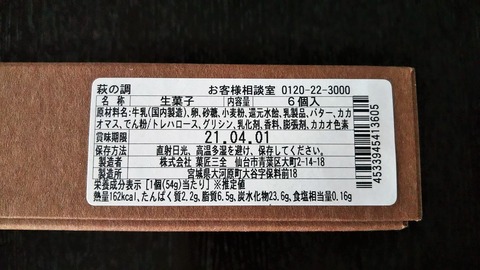 萩の調 お客様相談室 0120-22-3000
名 称 生菓子 内容量 6個入
原材料名:牛乳(国内製造)、卵、砂糖、小麦粉、還元水飴、乳製品、バター、カカ
オマス、でん粉/トレハロース、グリシン、乳化剤、香料、膨張剤、カカオ色素
賞味期限 21.04.01
保存方法 直射日光、高温多湿を避け、保存してください。
製造者 株式会社 菓匠三全 仙台市青葉区大町2-14-18
製造所 宮城県大河原町大谷字保料前18
栄養成分表示 [1個(54g)当たり] ※推定値
熱量162kcal、たんぱく質2.2g、脂質6.5g、炭水化物23.6g、食塩相当量0.16g
4533945413605